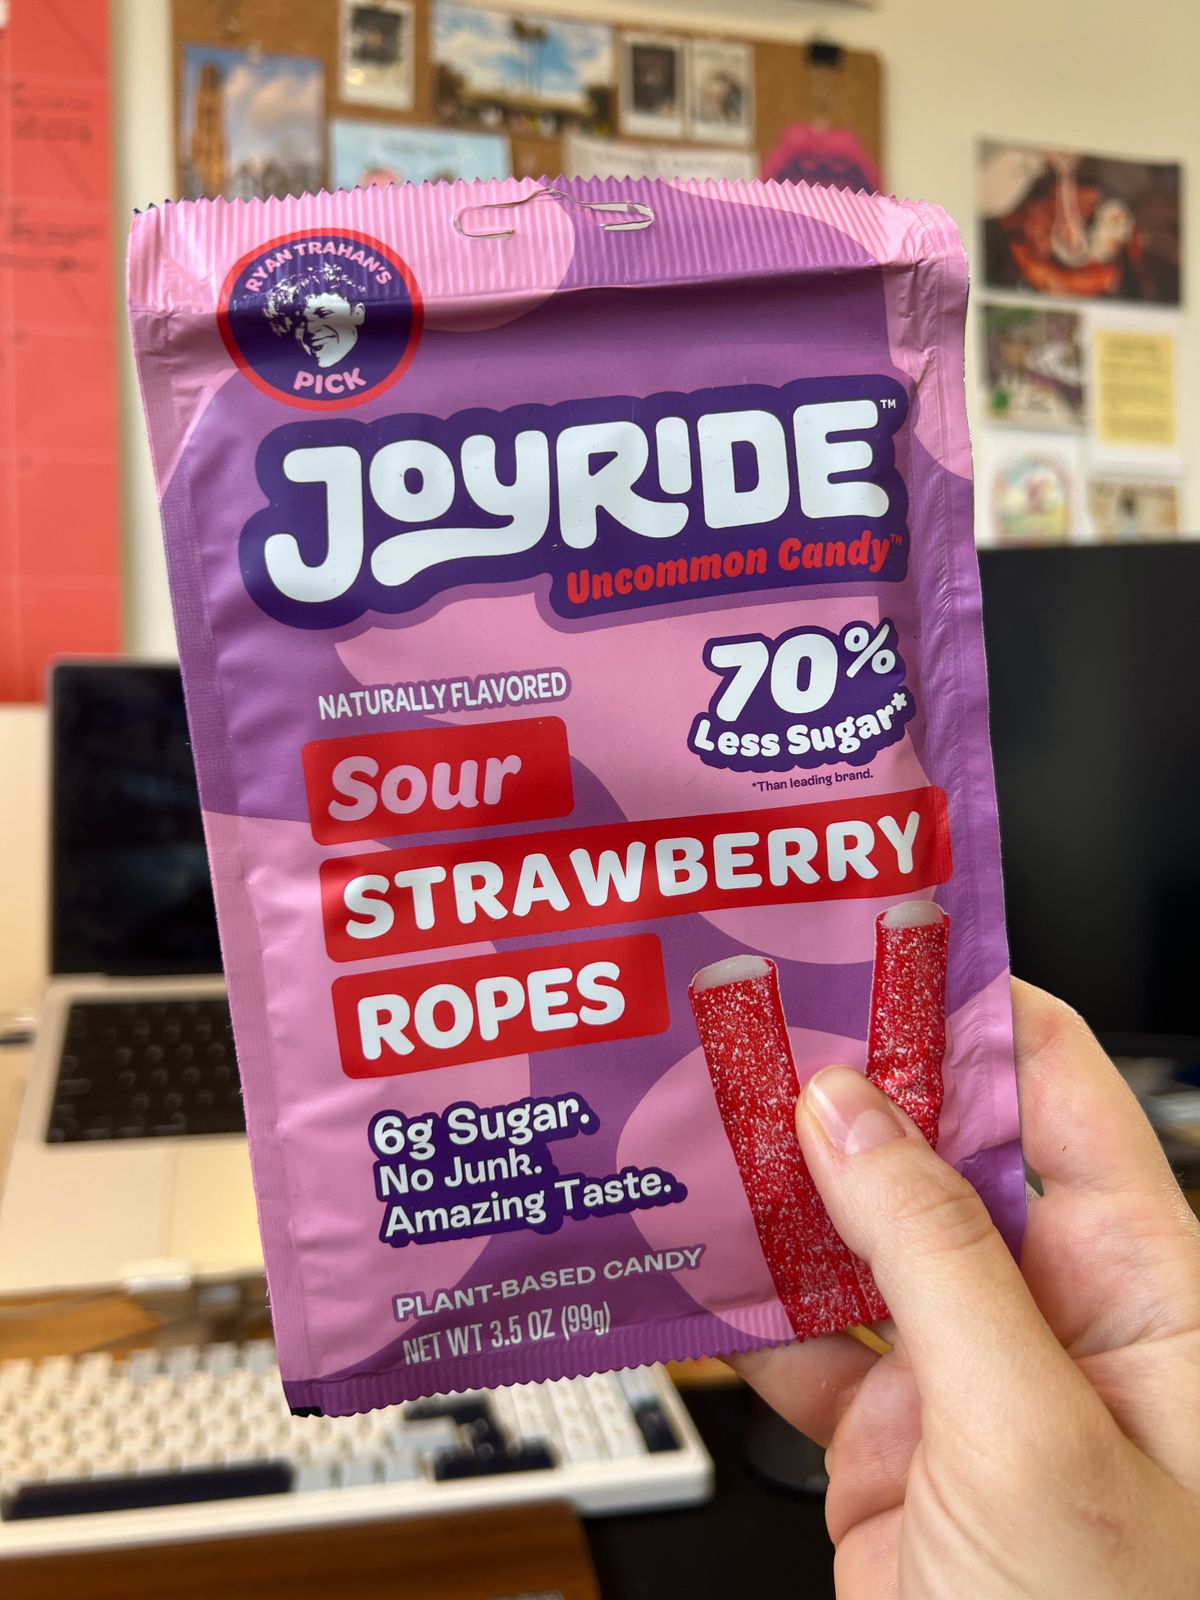 RYAN TRAHAN'S
PICK
JOYRIDE™
Uncommon Candy™
NATURALLY FLAVORED
70%
Less Sugar*
*Than leading brand.
Sour
STRAWBERRY
ROPES
6g Sugar.
No Junk.
Amazing Taste.
PLANT-BASED CANDY
NET WT 3.5 OZ (99g)